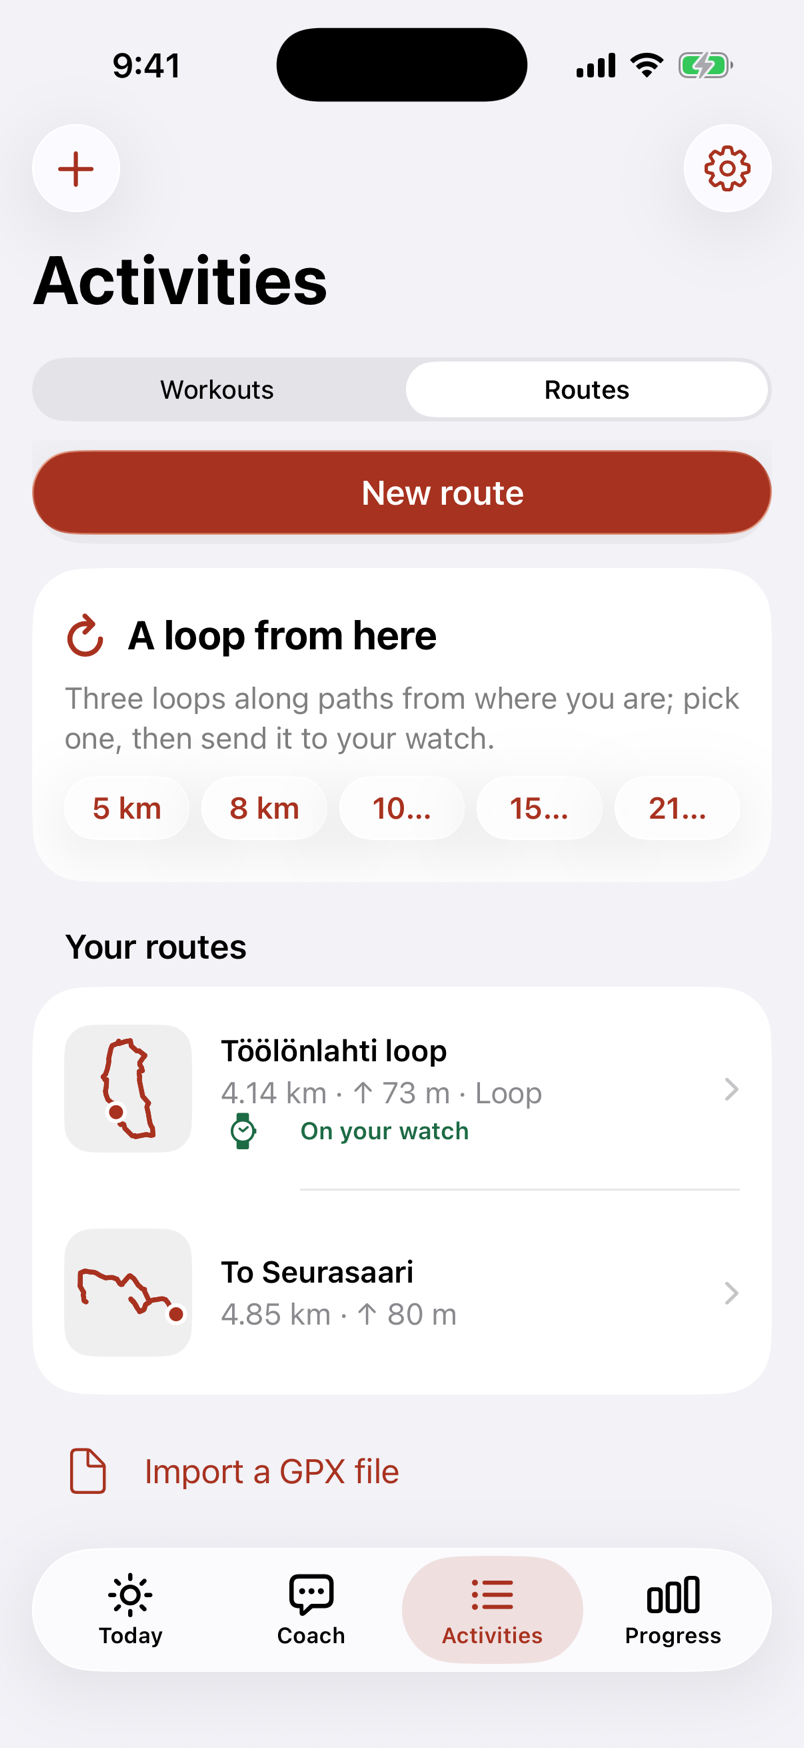 9:41
Activities
Workouts
Routes
New route
A loop from here
Three loops along paths from where you are; pick
one, then send it to your watch.
5 km
8 km
10...
15...
21...
Your routes
Töölönlahti loop
4.14 km · ↑ 73 m · Loop
On your watch
To Seurasaari
4.85 km · ↑ 80 m
Import a GPX file
Today
Coach
Activities
Progress